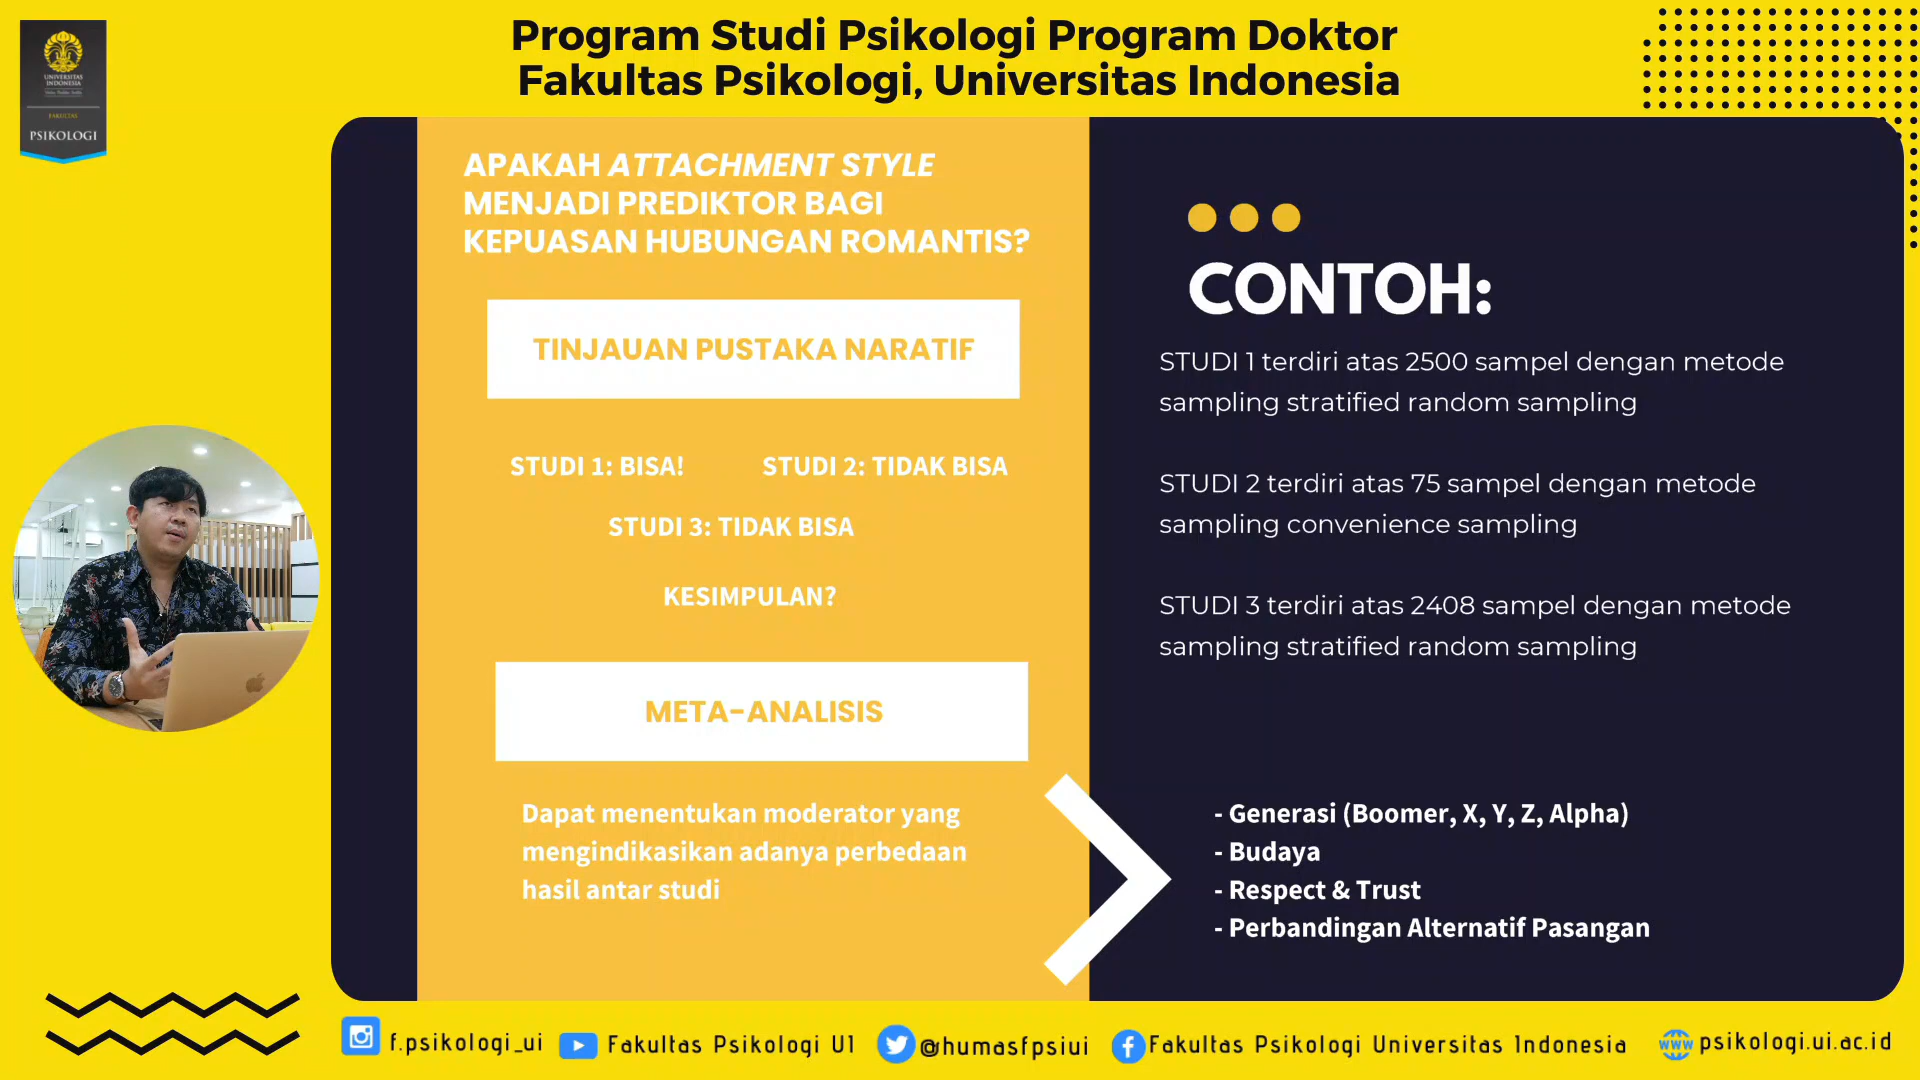 Program Studi Psikologi Program Doktor
Fakultas Psikologi, Universitas Indonesia
UNIVERSITAS
INDONESIA
FAKULTAS
PSIKOLOGI
APAKAH ATTACHMENT STYLE
MENJADI PREDIKTOR BAGI
KEPUASAN HUBUNGAN ROMANTIS?
TINJAUAN PUSTAKA NARATIF
STUDI 1: BISA!
STUDI 2: TIDAK BISA
STUDI 3: TIDAK BISA
KESIMPULAN?
META-ANALISIS
Dapat menentukan moderator yang
mengindikasikan adanya perbedaan
hasil antar studi
CONTOH:
STUDI 1 terdiri atas 2500 sampel dengan metode
sampling stratified random sampling
STUDI 2 terdiri atas 75 sampel dengan metode
sampling convenience sampling
STUDI 3 terdiri atas 2408 sampel dengan metode
sampling stratified random sampling
- Generasi (Boomer, X, Y, Z, Alpha)
- Budaya
- Respect & Trust
- Perbandingan Alternatif Pasangan
f.psikologi_ui
Fakultas Psikologi UI
@humasfpsiui
Fakultas Psikologi Universitas Indonesia
www
psikologi.ui.ac.id